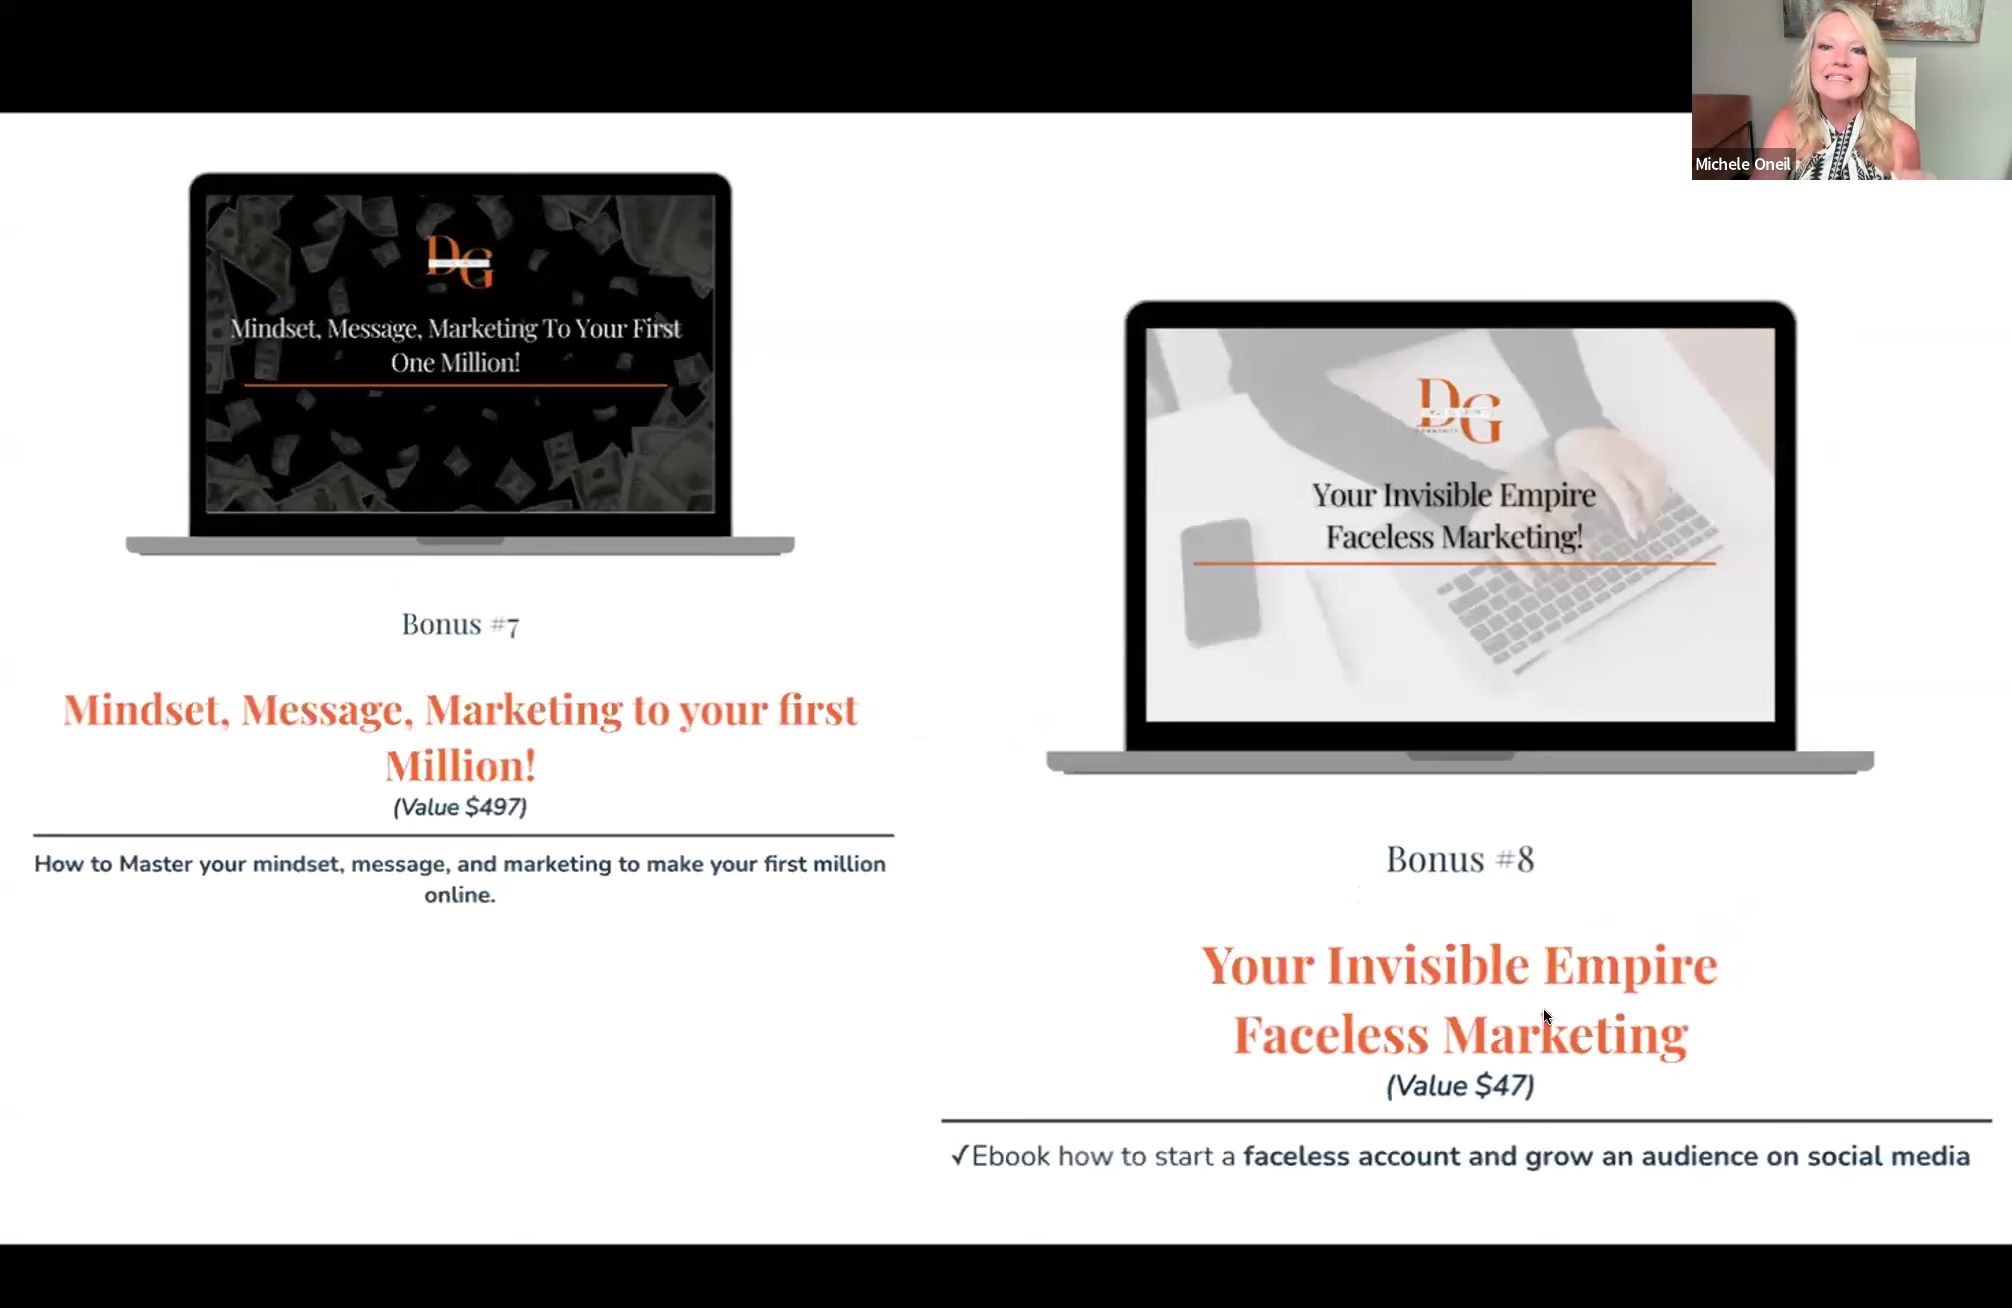 Michele Oneil
DG
Mindset, Message, Marketing To Your First
One Million!
Bonus #7
Mindset, Message, Marketing to your first
Million!
(Value $497)
How to Master your mindset, message, and marketing to make your first million
online.
DG
Your Invisible Empire
Faceless Marketing!
Bonus #8
Your Invisible Empire
Faceless Marketing
(Value $47)
✓Ebook how to start a faceless account and grow an audience on social media